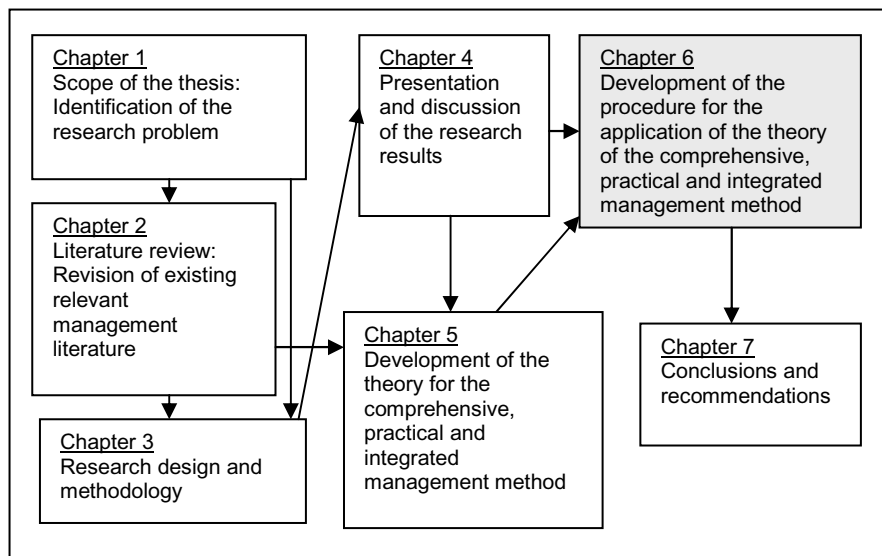 Chapter 1
Scope of the thesis:
Identification of the
research problem
Chapter 2
Literature review:
Revision of existing
relevant
management
literature
Chapter 3
Research design and
methodology
Chapter 4
Presentation
and discussion
of the research
results
Chapter 5
Development of the
theory for the
comprehensive,
practical and
integrated
management method
Chapter 6
Development of the
procedure for the
application of the theory
of the comprehensive,
practical and integrated
management method
Chapter 7
Conclusions and
recommendations